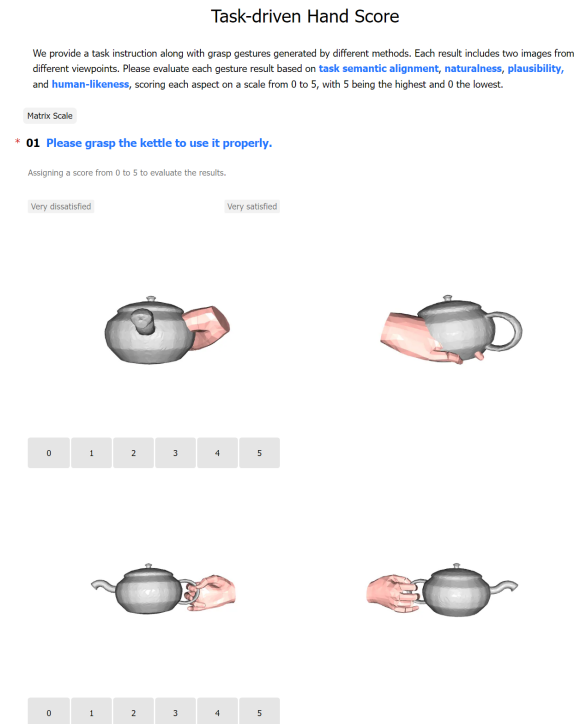 Task-driven Hand Score
We provide a task instruction along with grasp gestures generated by different methods. Each result includes two images from
different viewpoints. Please evaluate each gesture result based on task semantic alignment, naturalness, plausibility,
and human-likeness, scoring each aspect on a scale from 0 to 5, with 5 being the highest and 0 the lowest.
Matrix Scale
* 01 Please grasp the kettle to use it properly.
Assigning a score from 0 to 5 to evaluate the results.
Very dissatisfied Very satisfied
0 1 2 3 4 5
0 1 2 3 4 5